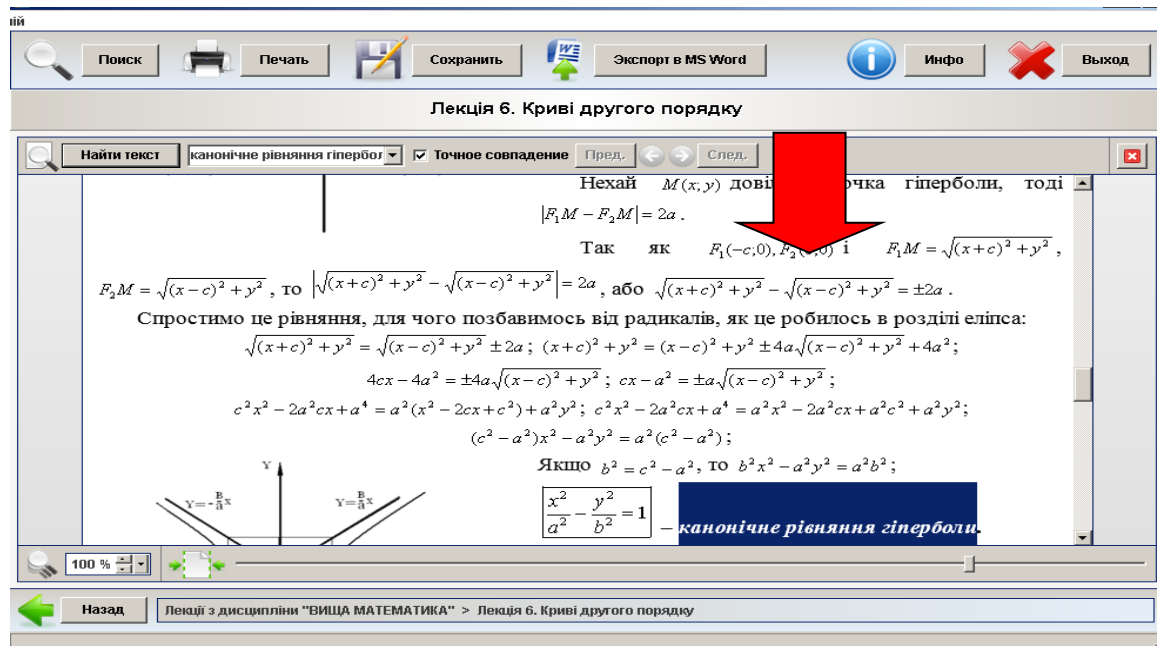 ній
Поиск Печать Сохранить Экспорт в MS Word Инфо Выход
Лекція 6. Криві другого порядку
Найти текст канонічне рівняння гіпербол Точное совпадение Пред. След.
Нехай M(x; y) очка гіперболи, тоді
|F₁M − F₂M| = 2a .
Так як F₁(−c;0), F₂ ;0) і F₁M = √((x+c)² + y²) ,
F₂M = √((x−c)² + y²) , то |√((x+c)² + y²) − √((x−c)² + y²)| = 2a , або √((x+c)² + y²) − √((x−c)² + y²) = ±2a .
Спростимо це рівняння, для чого позбавимось від радикалів, як це робилось в розділі еліпса:
√((x+c)² + y²) = √((x−c)² + y²) ± 2a ; (x+c)² + y² = (x−c)² + y² ± 4a√((x−c)² + y²) + 4a² ;
4cx − 4a² = ±4a√((x−c)² + y²) ; cx − a² = ±a√((x−c)² + y²) ;
c²x² − 2a²cx + a⁴ = a²(x² − 2cx + c²) + a²y² ; c²x² − 2a²cx + a⁴ = a²x² − 2a²cx + a²c² + a²y² ;
(c² − a²)x² − a²y² = a²(c² − a²) ;
Якщо b² = c² − a², то b²x² − a²y² = a²b² ;
x²/a² − y²/b² = 1 – канонічне рівняння гіперболи.
Y
Y=-B/a x Y=B/a x
100 %
Назад Лекції з дисципліни "ВИЩА МАТЕМАТИКА" > Лекція 6. Криві другого порядку